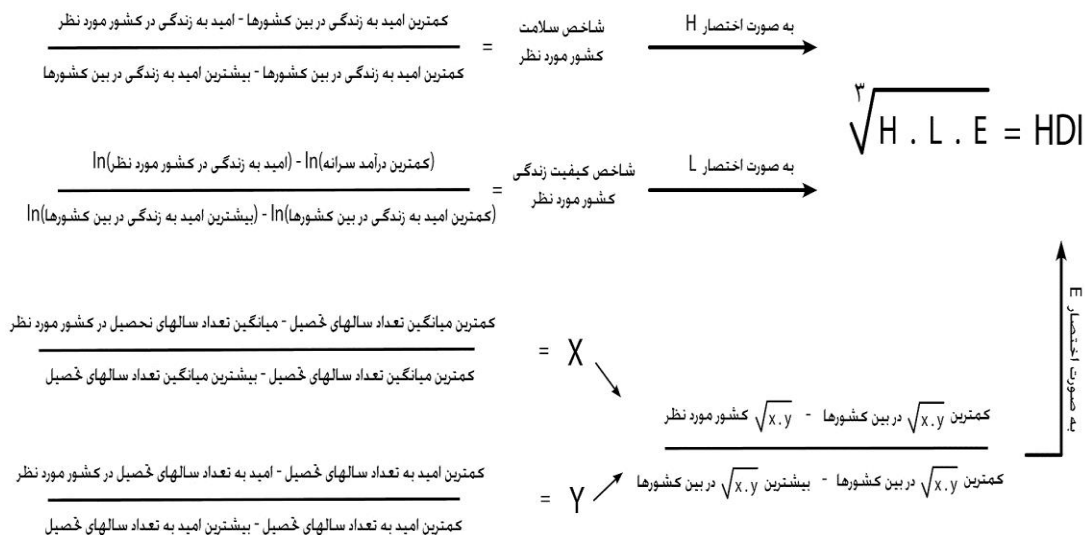 کمترین امید به زندگی در بین کشورها - امید به زندگی در کشور مورد نظر
کمترین امید به زندگی در بین کشورها - بیشترین امید به زندگی در بین کشورها
=
شاخص سلامت
کشور مورد نظر
به صورت اختصار H
(کمترین درآمد سرانه)ln - (امید به زندگی در کشور مورد نظر)ln
(کمترین امید به زندگی در بین کشورها)ln - (بیشترین امید به زندگی در بین کشورها)ln
=
شاخص کیفیت زندگی
کشور مورد نظر
به صورت اختصار L
۳√H . L . E = HDI
کمترین میانگین تعداد سالهای تحصیل - میانگین تعداد سالهای نحصیل در کشور مورد نظر
کمترین میانگین تعداد سالهای تحصیل - بیشترین میانگین تعداد سالهای تحصیل
= X
کمترین امید به تعداد سالهای تحصیل - امید به تعداد سالهای تحصیل در کشور مورد نظر
کمترین امید به تعداد سالهای تحصیل - بیشترین امید به تعداد سالهای تحصیل
= Y
کمترین √x.y در بین کشورها - √x.y کشور مورد نظر
کمترین √x.y در بین کشورها - بیشترین √x.y در بین کشورها
به صورت اختصار E